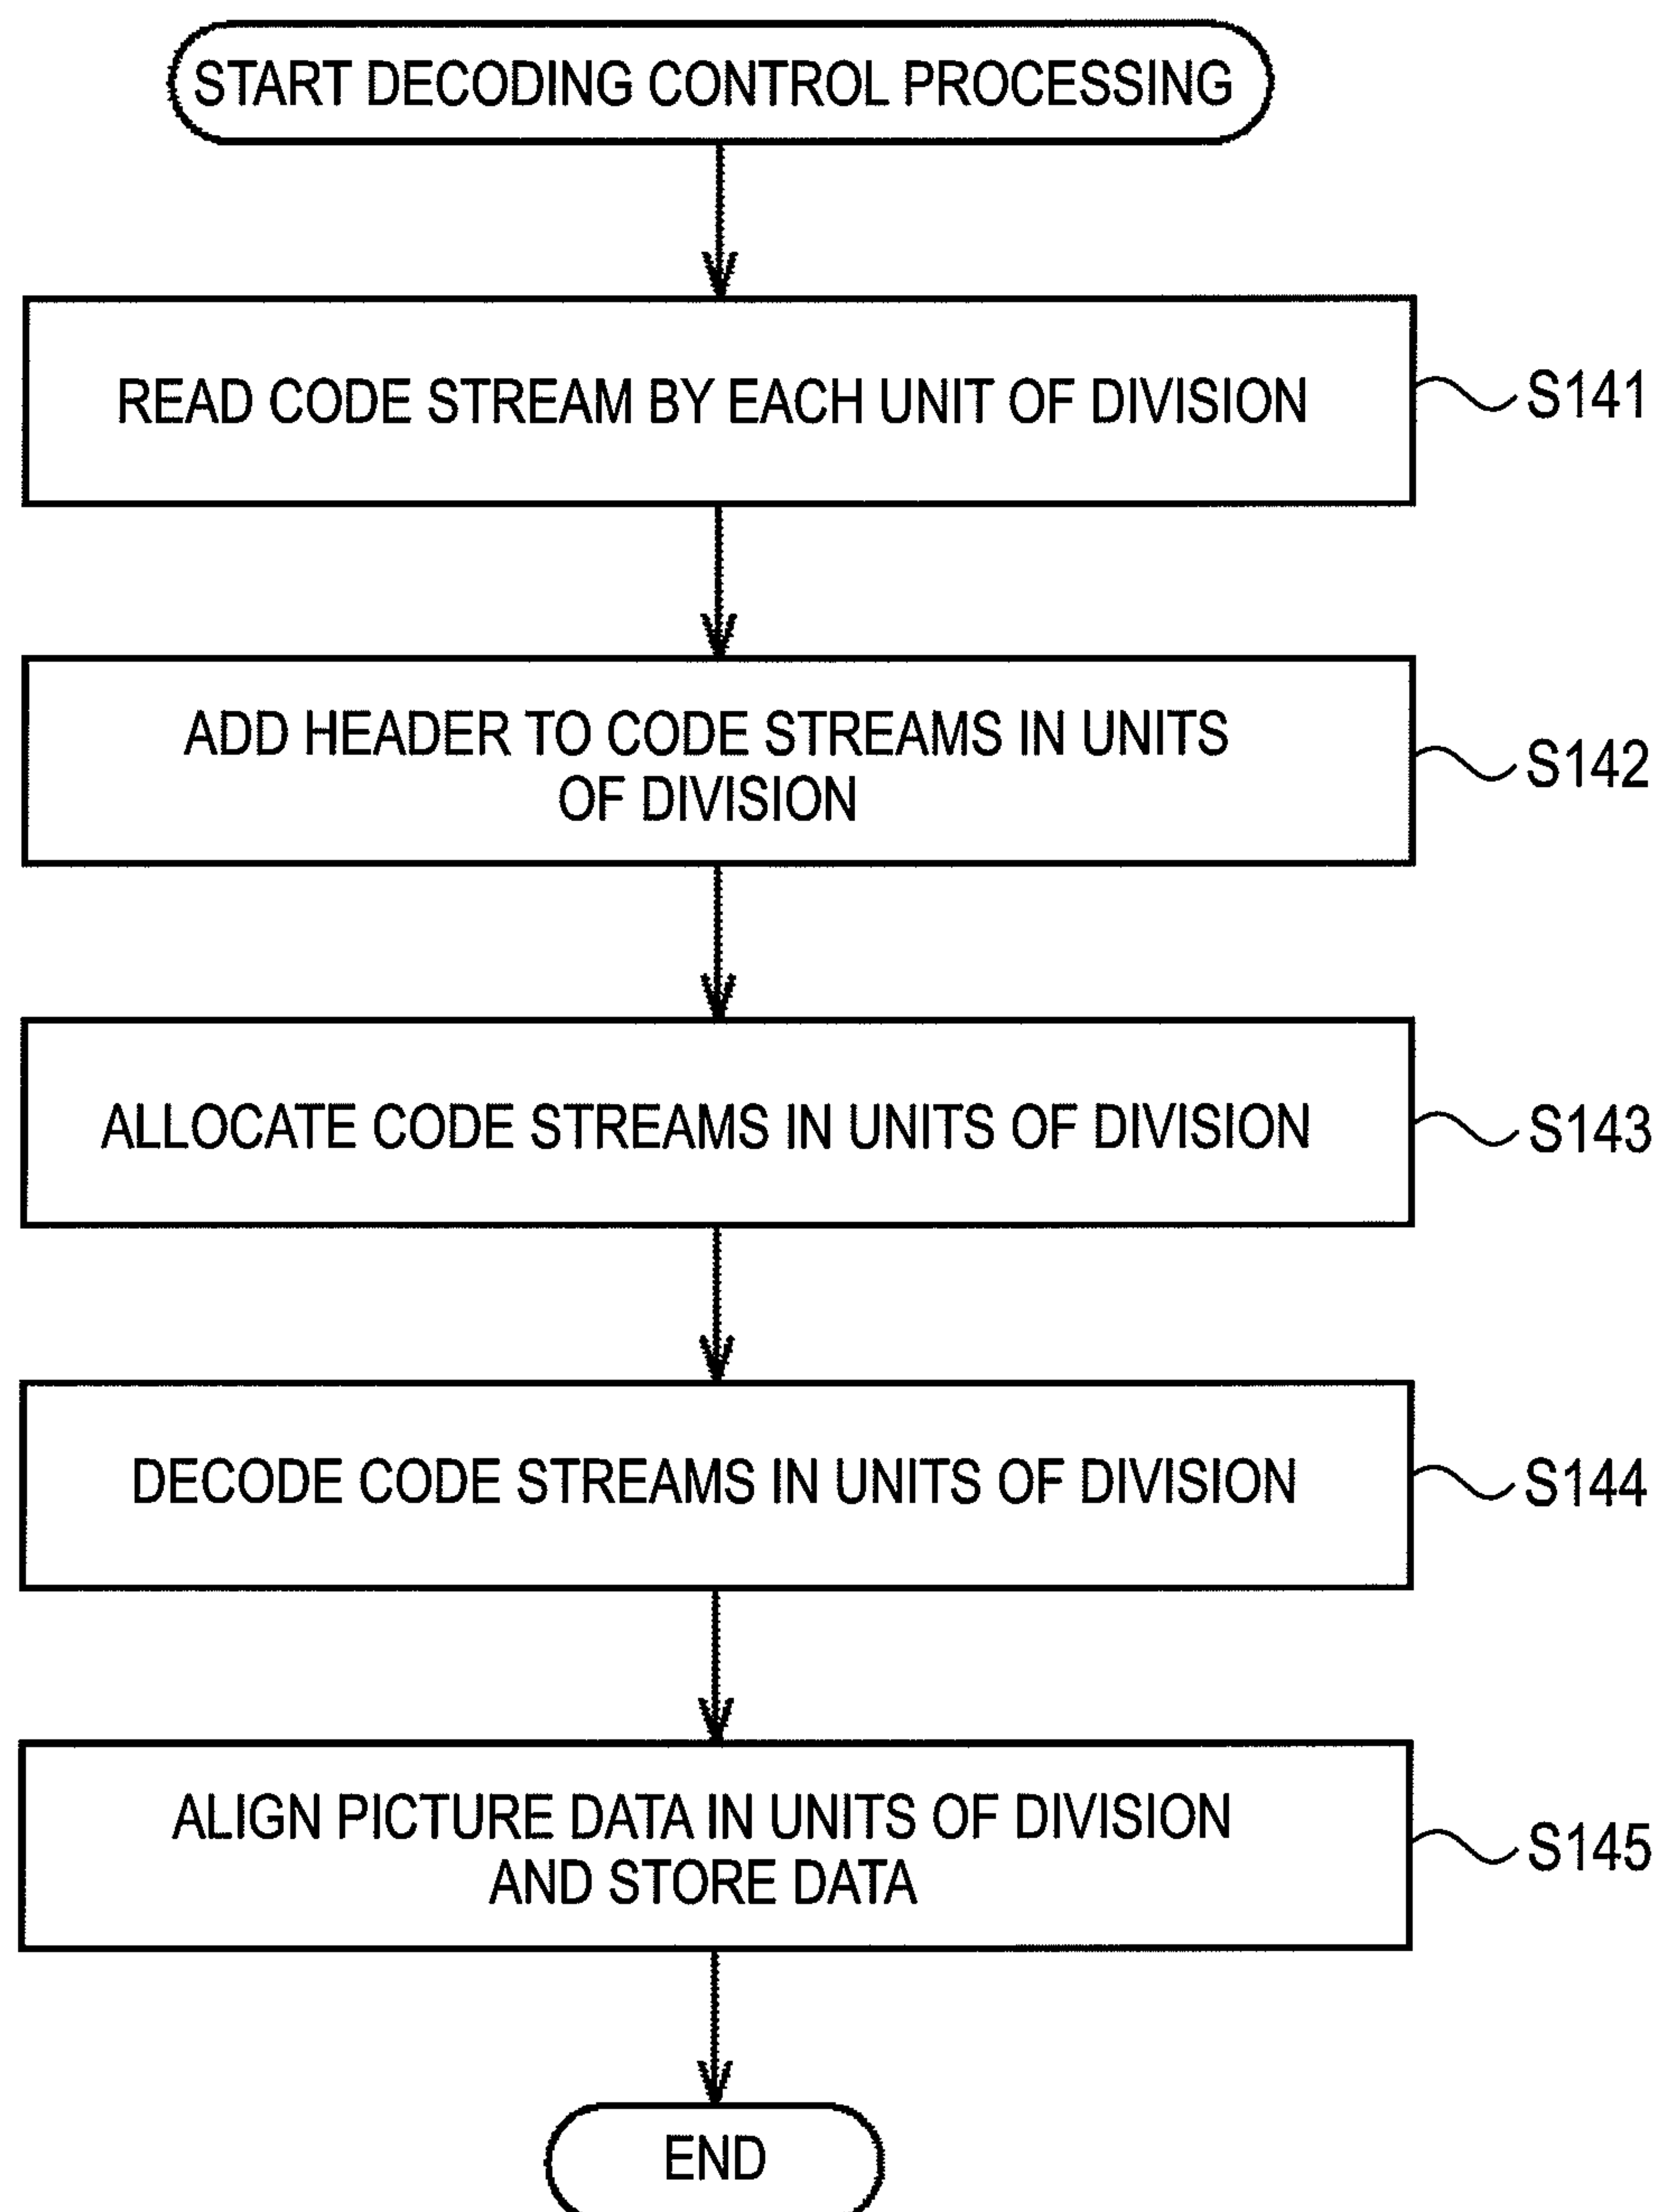 START DECODING CONTROL PROCESSING
READ CODE STREAM BY EACH UNIT OF DIVISION
S141
ADD HEADER TO CODE STREAMS IN UNITS
OF DIVISION
S142
ALLOCATE CODE STREAMS IN UNITS OF DIVISION
S143
DECODE CODE STREAMS IN UNITS OF DIVISION
S144
ALIGN PICTURE DATA IN UNITS OF DIVISION
AND STORE DATA
S145
END